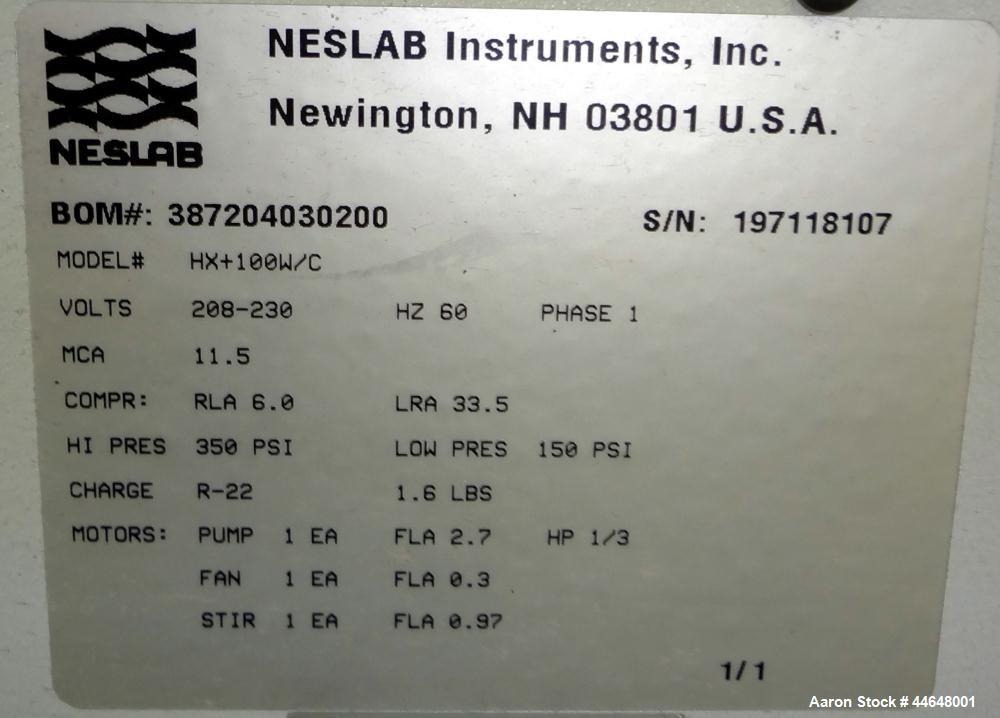 NESLAB Instruments, Inc.
Newington, NH 03801 U.S.A.
NESLAB
BOM#: 387204030200 S/N: 197118107
MODEL# HX+100W/C
VOLTS 208-230 HZ 60 PHASE 1
MCA 11.5
COMPR: RLA 6.0 LRA 33.5
HI PRES 350 PSI LOW PRES 150 PSI
CHARGE R-22 1.6 LBS
MOTORS: PUMP 1 EA FLA 2.7 HP 1/3
FAN 1 EA FLA 0.3
STIR 1 EA FLA 0.97
1/1
Aaron Stock # 44648001